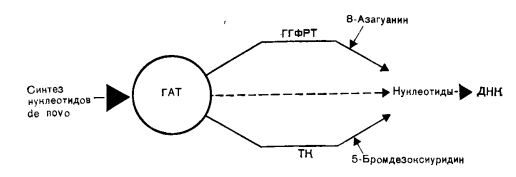 8-Азагуанин
ГГФРТ
Синтез
нуклеотидов
de novo
ГАТ
Нуклеотиды
ДНК
ТК
5-Бромдезоксиуридин